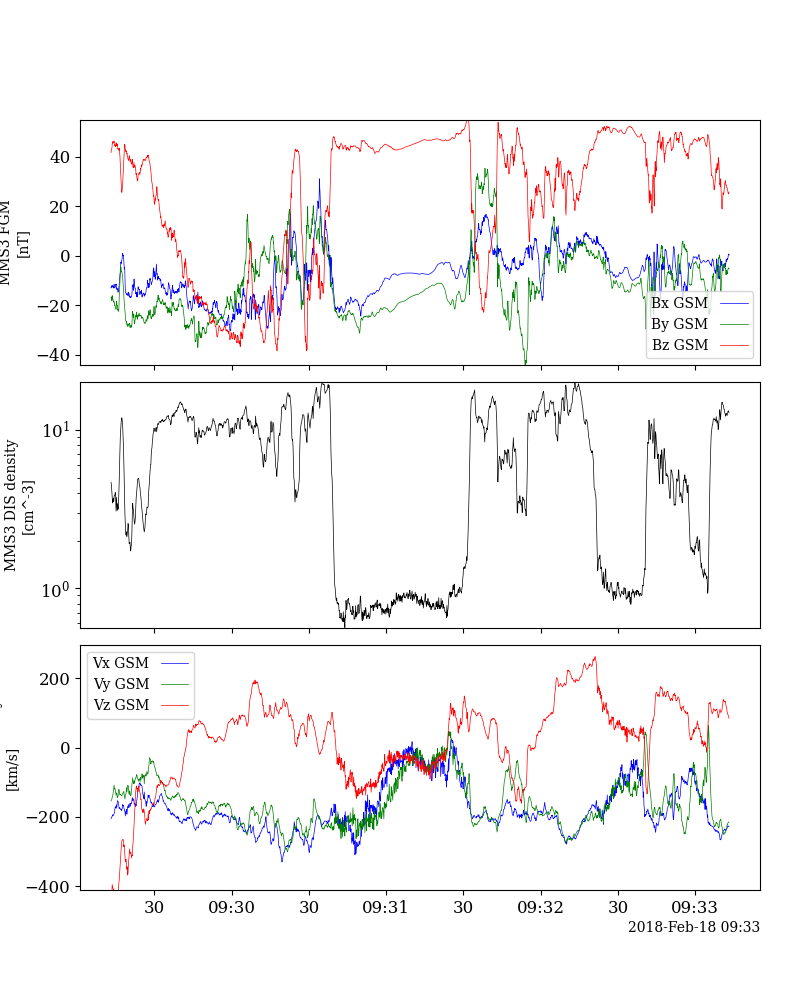 MMS3 FGM
[nT]
40
20
0
−20
−40
Bx GSM
By GSM
Bz GSM
MMS3 DIS density
[cm^-3]
10^1
10^0
Vx GSM
Vy GSM
Vz GSM
[km/s]
200
0
−200
−400
30 09:30 30 09:31 30 09:32 30 09:33
2018-Feb-18 09:33